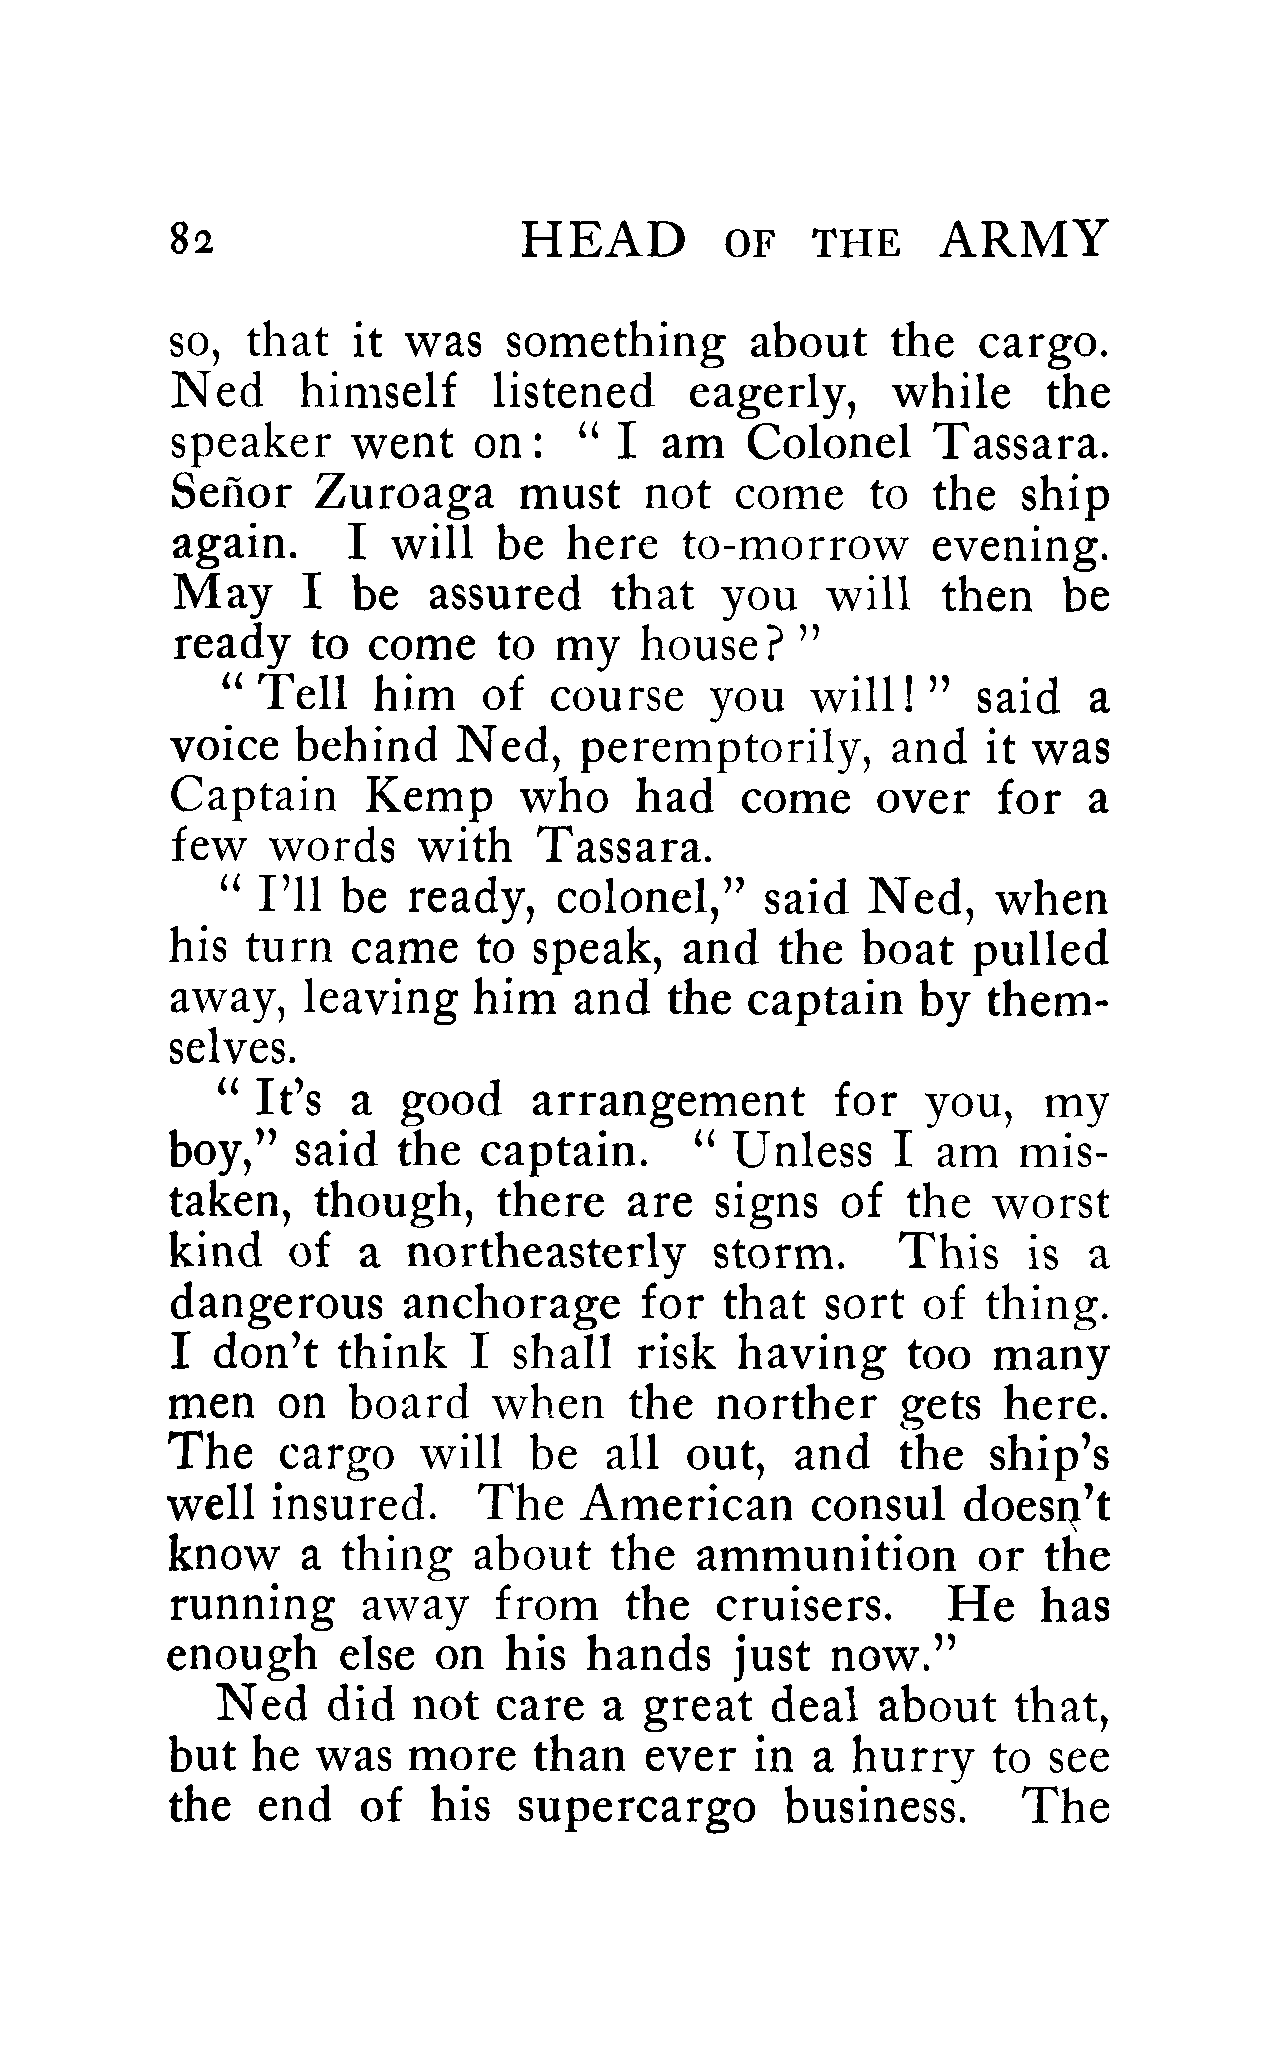 82 HEAD OF THE ARMY
so, that it was something about the cargo.
Ned himself listened eagerly, while the
speaker went on: “ I am Colonel Tassara.
Señor Zuroaga must not come to the ship
again. I will be here to-morrow evening.
May I be assured that you will then be
ready to come to my house? ”
“ Tell him of course you will! ” said a
voice behind Ned, peremptorily, and it was
Captain Kemp who had come over for a
few words with Tassara.
“ I’ll be ready, colonel,” said Ned, when
his turn came to speak, and the boat pulled
away, leaving him and the captain by them-
selves.
“ It’s a good arrangement for you, my
boy,” said the captain. “ Unless I am mis-
taken, though, there are signs of the worst
kind of a northeasterly storm. This is a
dangerous anchorage for that sort of thing.
I don’t think I shall risk having too many
men on board when the norther gets here.
The cargo will be all out, and the ship’s
well insured. The American consul doesn’t
know a thing about the ammunition or the
running away from the cruisers. He has
enough else on his hands just now.”
Ned did not care a great deal about that,
but he was more than ever in a hurry to see
the end of his supercargo business. The